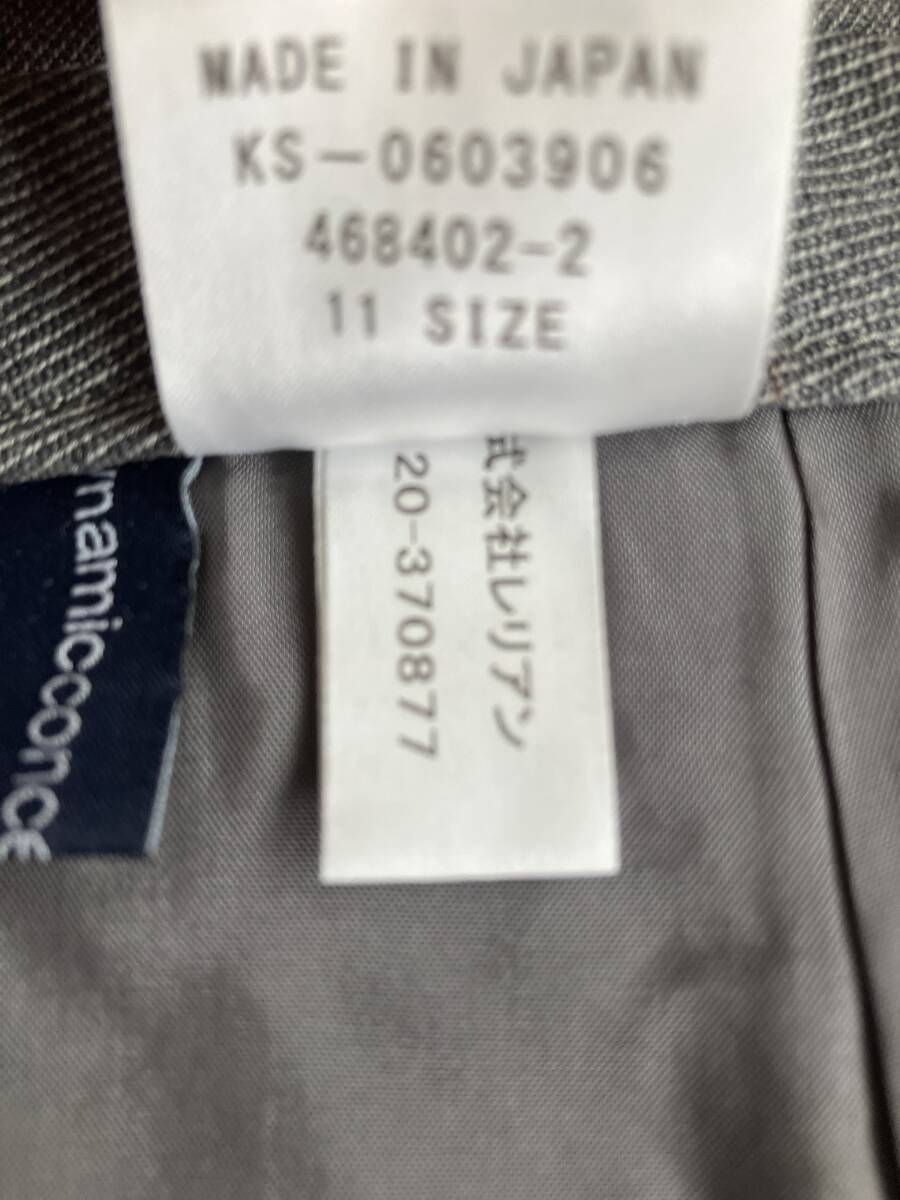 MADE IN JAPAN
KS-0603906
468402-2
11 SIZE
式会社レリアン
20-370877
namicconce